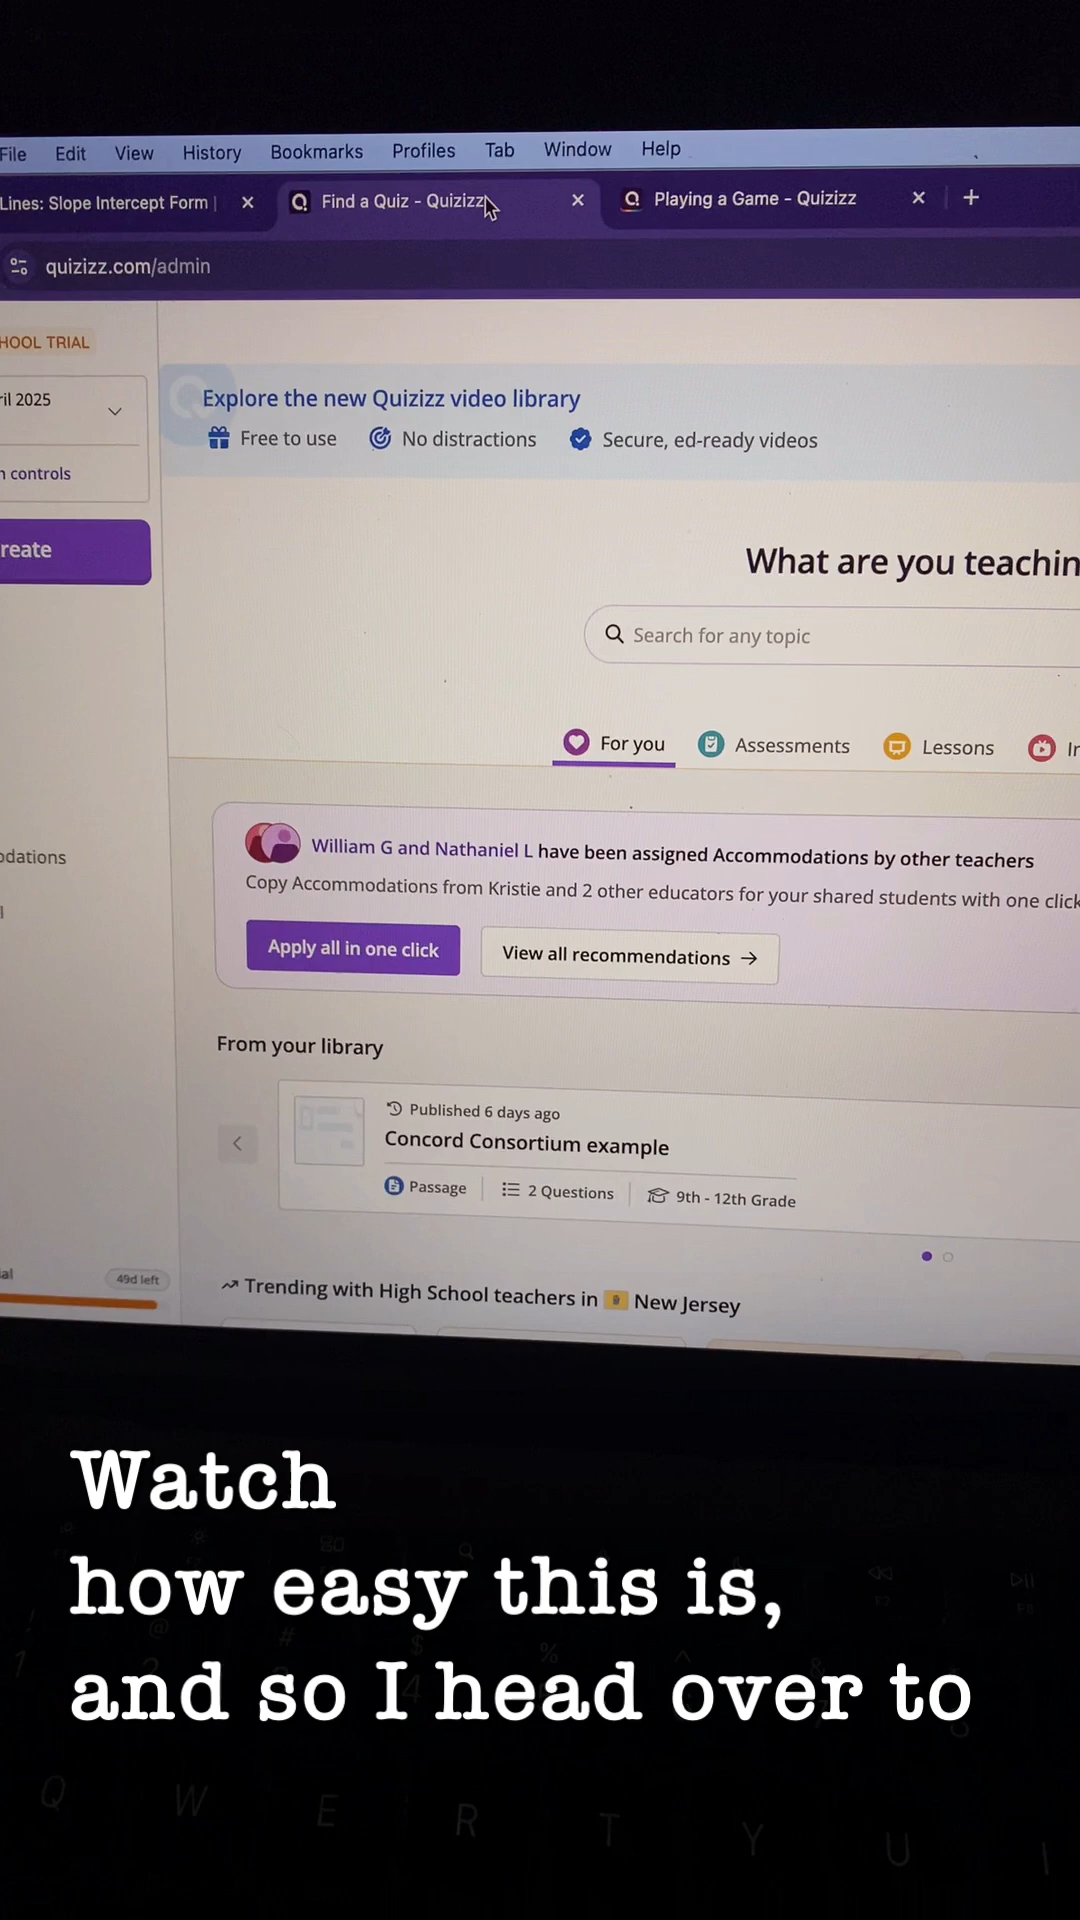 File Edit View History Bookmarks Profiles Tab Window Help
Lines: Slope Intercept Form | Find a Quiz - Quizizz Playing a Game - Quizizz
quizizz.com/admin
HOOL TRIAL
ril 2025
n controls
reate
Explore the new Quizizz video library
Free to use No distractions Secure, ed-ready videos
What are you teachin
Search for any topic
For you Assessments Lessons
William G and Nathaniel L have been assigned Accommodations by other teachers
Copy Accommodations from Kristie and 2 other educators for your shared students with one click
Apply all in one click View all recommendations →
odations
From your library
Published 6 days ago
Concord Consortium example
Passage 2 Questions 9th - 12th Grade
al 49d left
Trending with High School teachers in New Jersey
Watch
how easy this is,
and so I head over to
Q W E R T Y U I